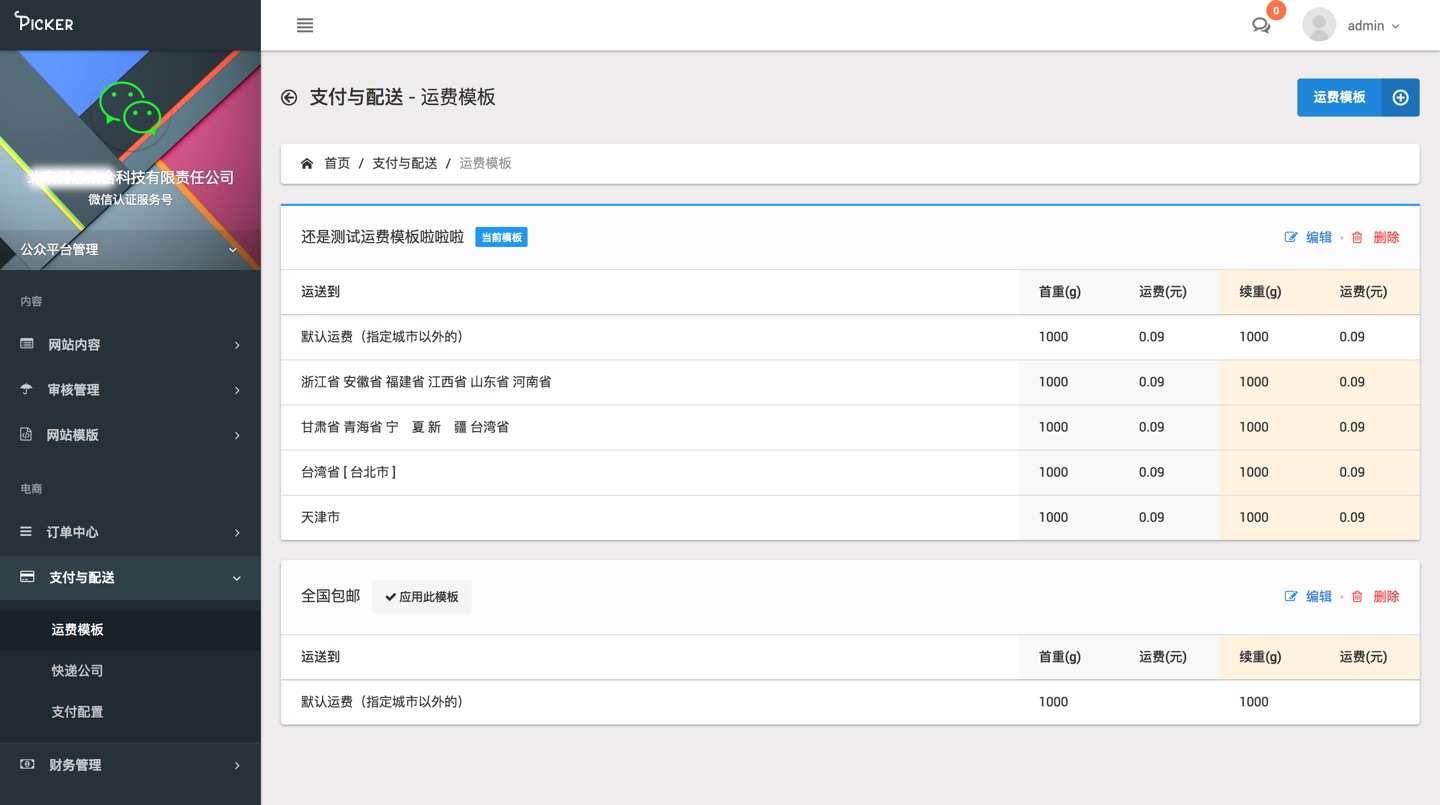 PICKER
0
admin
科技有限责任公司
微信认证服务号
公众平台管理
内容
网站内容
审核管理
网站模版
电商
订单中心
支付与配送
运费模板
快递公司
支付配置
财务管理
支付与配送 - 运费模板
运费模板
首页 / 支付与配送 / 运费模板
还是测试运费模板啦啦啦 当前模板 编辑 删除
运送到 首重(g) 运费(元) 续重(g) 运费(元)
默认运费（指定城市以外的） 1000 0.09 1000 0.09
浙江省 安徽省 福建省 江西省 山东省 河南省 1000 0.09 1000 0.09
甘肃省 青海省 宁　夏 新　疆 台湾省 1000 0.09 1000 0.09
台湾省 [ 台北市 ] 1000 0.09 1000 0.09
天津市 1000 0.09 1000 0.09
全国包邮 应用此模板 编辑 删除
运送到 首重(g) 运费(元) 续重(g) 运费(元)
默认运费（指定城市以外的） 1000 1000